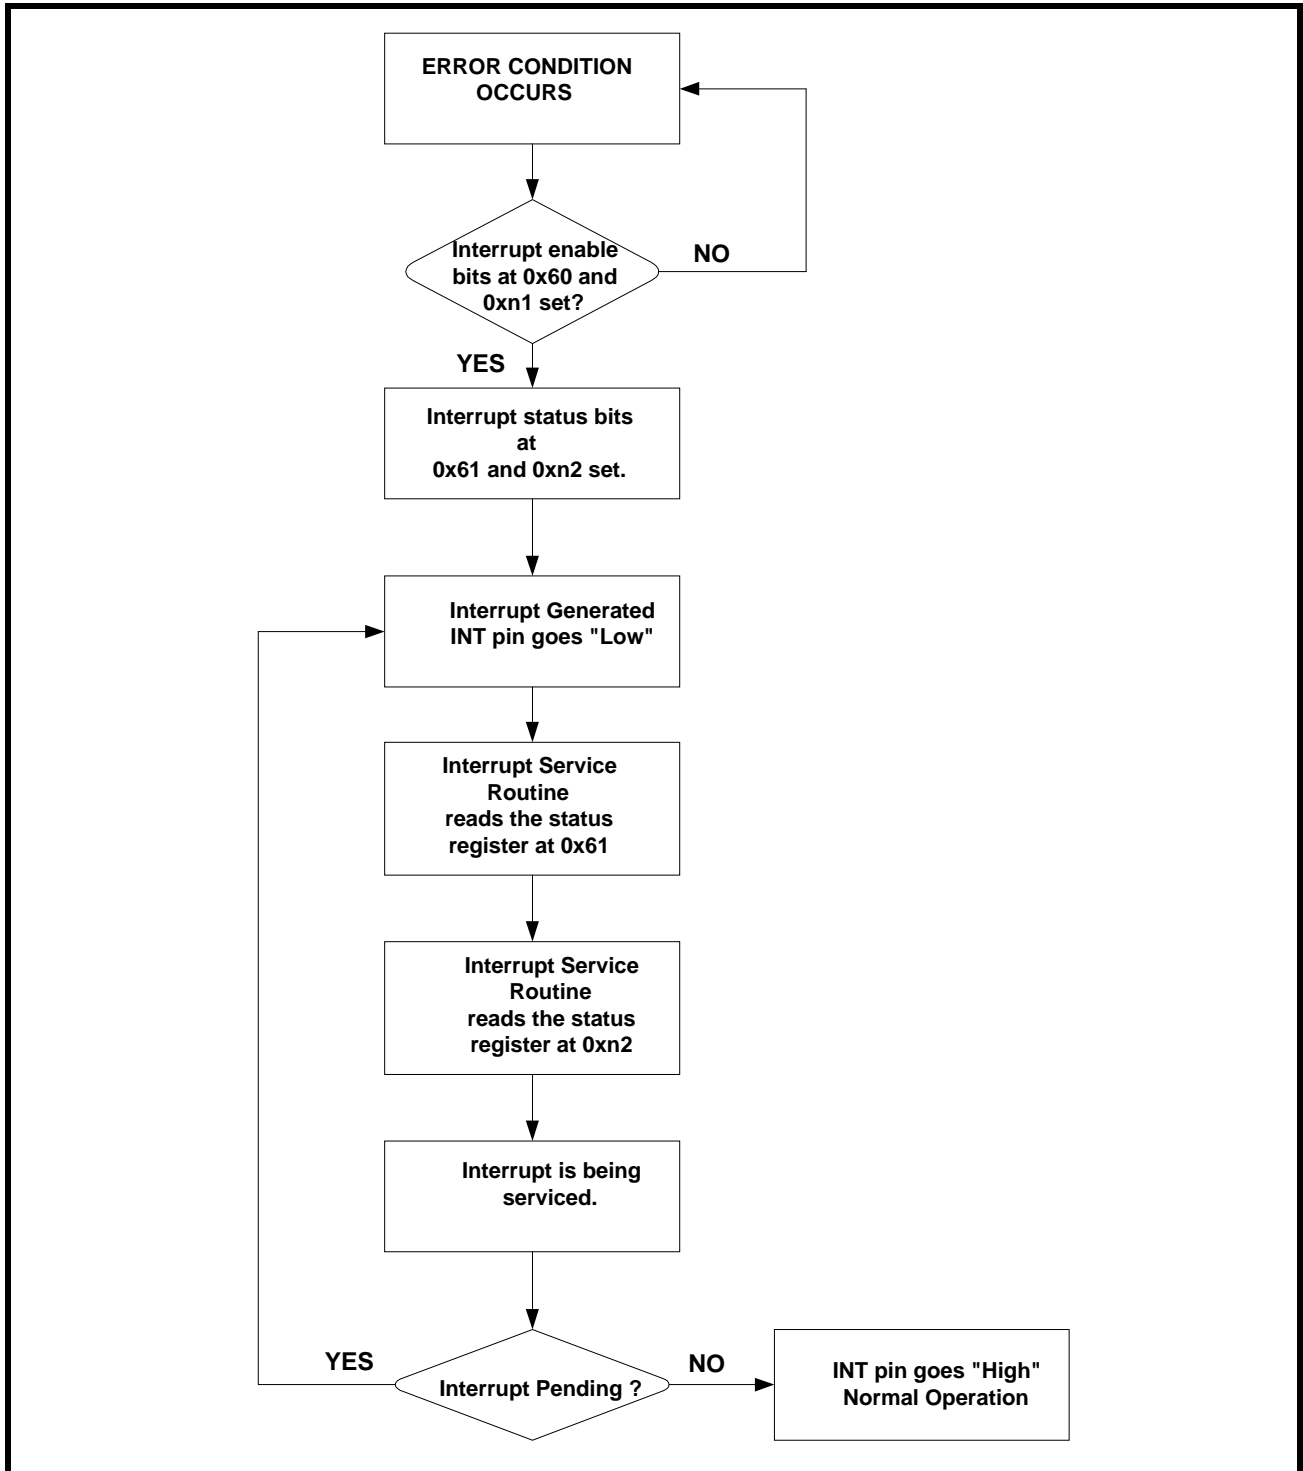 ERROR CONDITION
OCCURS
Interrupt enable
bits at 0x60 and
0xn1 set?
NO
YES
Interrupt status bits
at
0x61 and 0xn2 set.
Interrupt Generated
INT pin goes "Low"
Interrupt Service
Routine
reads the status
register at 0x61
Interrupt Service
Routine
reads the status
register at 0xn2
Interrupt is being
serviced.
YES
Interrupt Pending ?
NO
INT pin goes "High"
Normal Operation